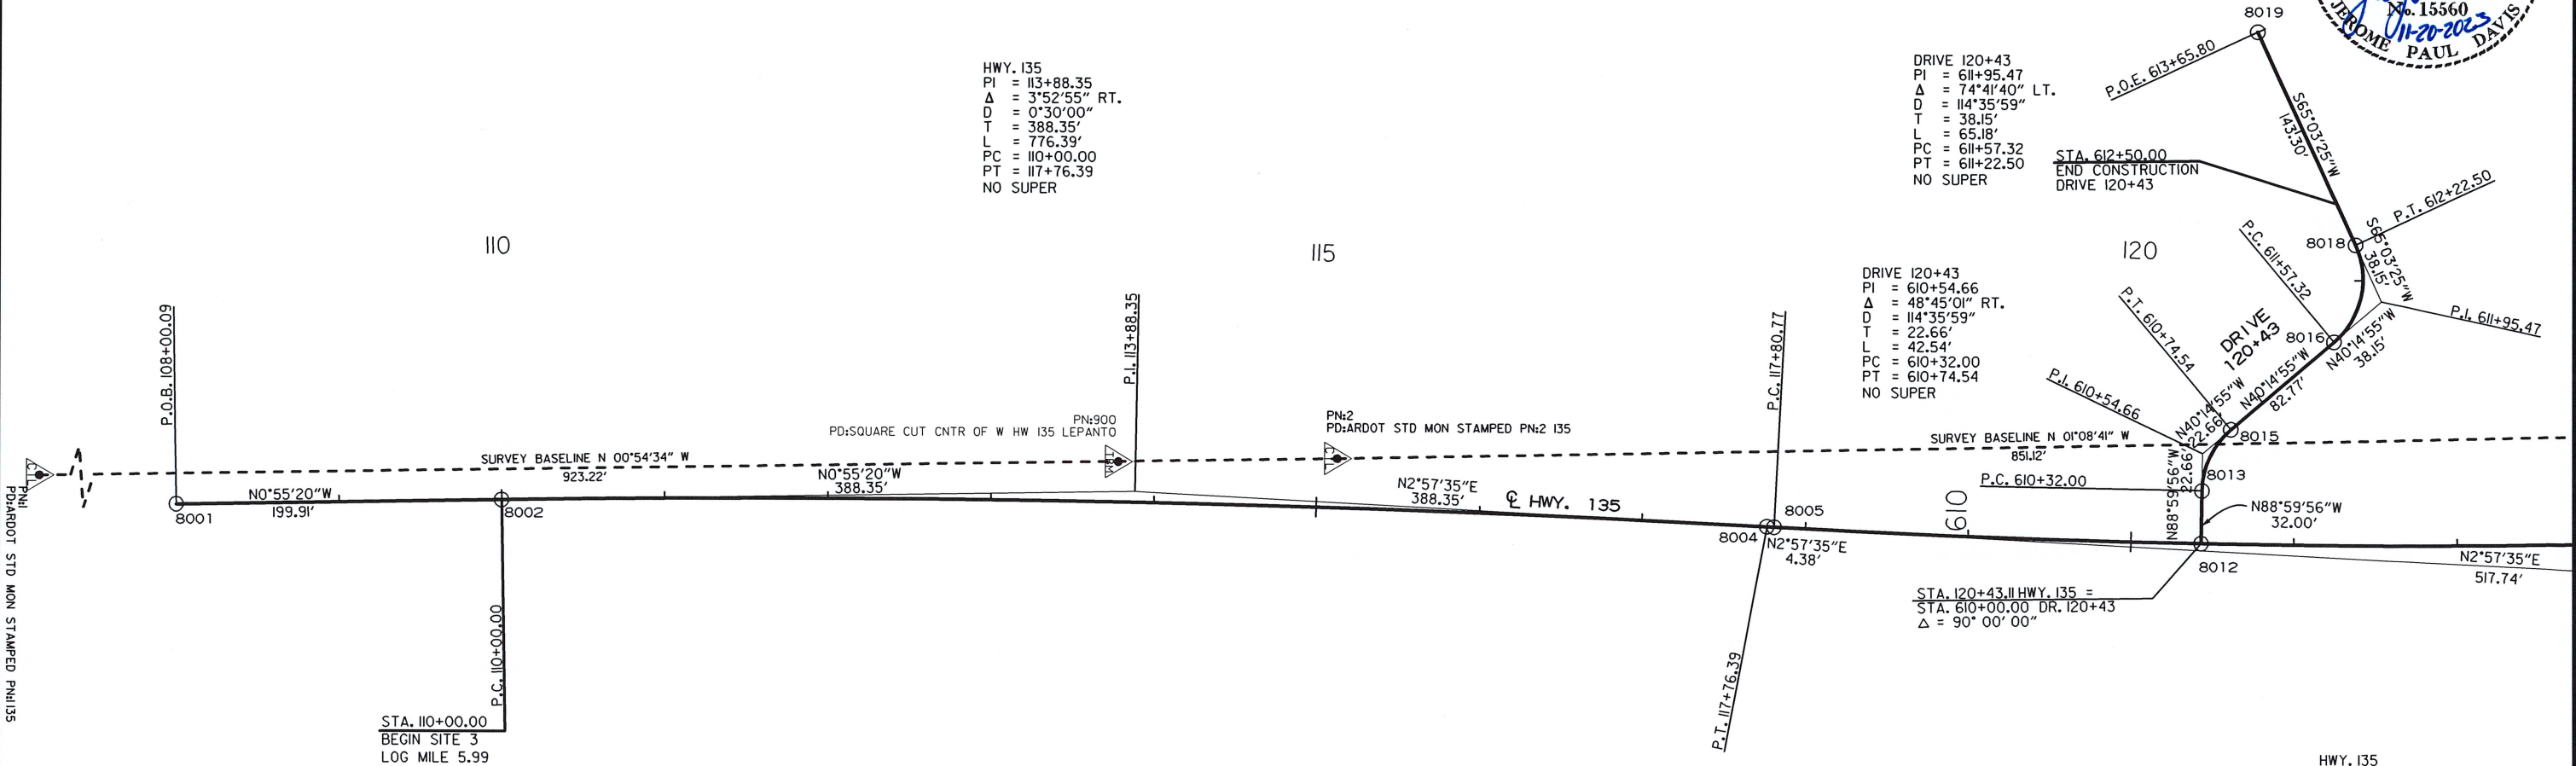 8019
No. 15560
11-20-2023
JEROME PAUL DAVIS
P.O.E. 613+65.80
S65°03'25"W
143.30'
HWY. 135
PI = 113+88.35
Δ = 3°52'55" RT.
D = 0°30'00"
T = 388.35'
L = 776.39'
PC = 110+00.00
PT = 117+76.39
NO SUPER
DRIVE 120+43
PI = 611+95.47
Δ = 74°41'40" LT.
D = 114°35'59"
T = 38.15'
L = 65.18'
PC = 611+57.32
PT = 611+22.50
NO SUPER
STA. 612+50.00
END CONSTRUCTION
DRIVE 120+43
P.T. 612+22.50
8018
S65°03'25"W
38.15'
P.I. 611+95.47
P.C. 611+57.32
8016
N40°14'55"W
38.15'
110
115
120
DRIVE 120+43
PI = 610+54.66
Δ = 48°45'01" RT.
D = 114°35'59"
T = 22.66'
L = 42.54'
PC = 610+32.00
PT = 610+74.54
NO SUPER
DRIVE
120+43
P.T. 610+74.54
N40°14'55"W
82.77'
P.I. 610+54.66
N40°14'55"W
22.66'
8015
P.O.B. 108+00.09
P.I. 113+88.35
P.C. 117+80.77
PN:900
PD:SQUARE CUT CNTR OF W HW 135 LEPANTO
TBM
PN:2
PD:ARDOT STD MON STAMPED PN:2 135
CTL
SURVEY BASELINE N 01°08'41" W
851.12'
CTL
PN:1
PD:ARDOT STD MON STAMPED PN:1 135
SURVEY BASELINE N 00°54'34" W
923.22'
N0°55'20"W
199.91'
8001
8002
N0°55'20"W
388.35'
N2°57'35"E
388.35'
℄ HWY. 135
8004
8005
N2°57'35"E
4.38'
610
P.C. 610+32.00
8013
N88°59'56"W
22.66'
N88°59'56"W
32.00'
8012
N2°57'35"E
517.74'
STA. 120+43.11 HWY. 135 =
STA. 610+00.00 DR. 120+43
Δ = 90° 00' 00"
P.C. 110+00.00
P.T. 117+76.39
STA. 110+00.00
BEGIN SITE 3
LOG MILE 5.99
HWY. 135